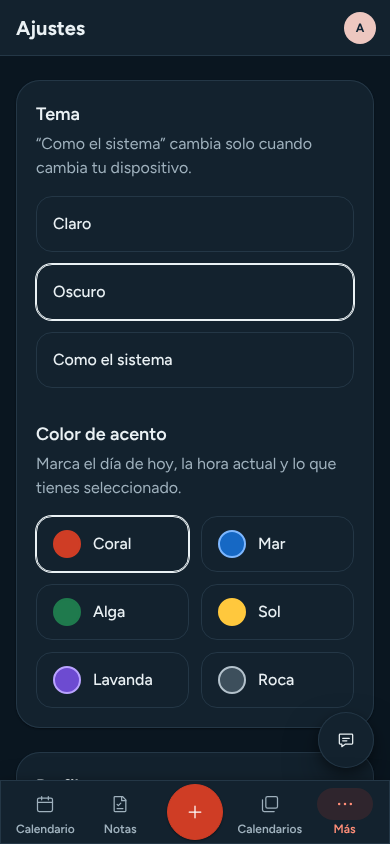 Ajustes
A
Tema
“Como el sistema” cambia solo cuando
cambia tu dispositivo.
Claro
Oscuro
Como el sistema
Color de acento
Marca el día de hoy, la hora actual y lo que
tienes seleccionado.
Coral
Mar
Alga
Sol
Lavanda
Roca
Calendario
Notas
Calendarios
Más